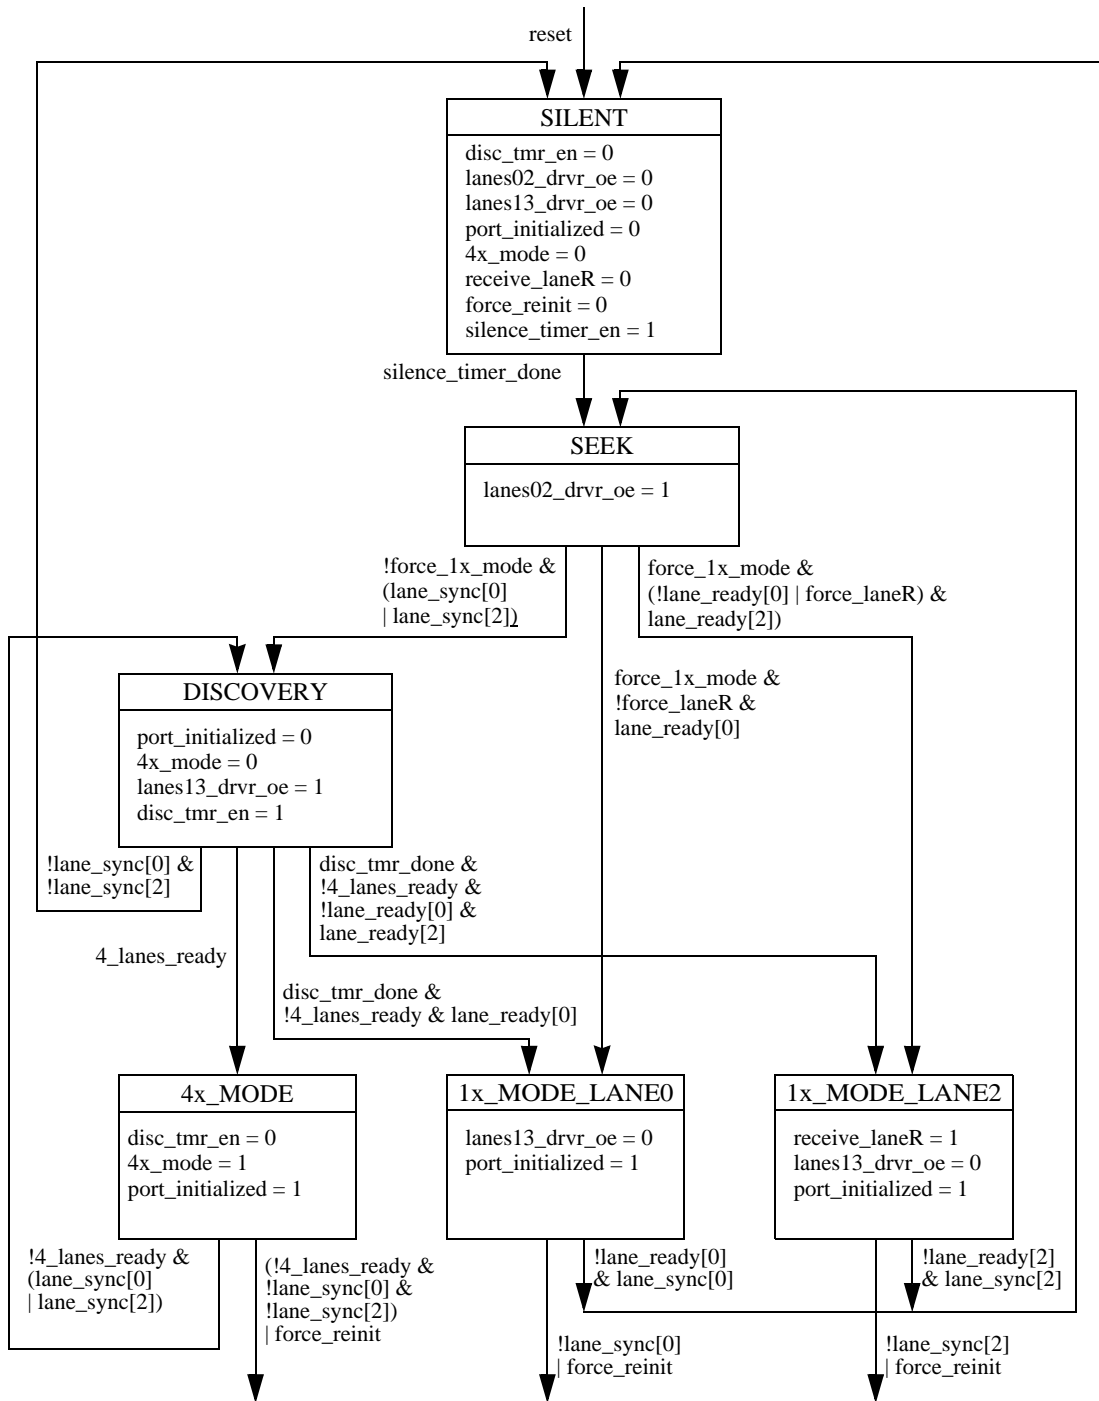 reset
SILENT
disc_tmr_en = 0
lanes02_drvr_oe = 0
lanes13_drvr_oe = 0
port_initialized = 0
4x_mode = 0
receive_laneR = 0
force_reinit = 0
silence_timer_en = 1
silence_timer_done
SEEK
lanes02_drvr_oe = 1
!force_1x_mode &
(lane_sync[0]
| lane_sync[2])
force_1x_mode &
(!lane_ready[0] | force_laneR) &
lane_ready[2])
force_1x_mode &
!force_laneR &
lane_ready[0]
DISCOVERY
port_initialized = 0
4x_mode = 0
lanes13_drvr_oe = 1
disc_tmr_en = 1
!lane_sync[0] &
!lane_sync[2]
disc_tmr_done &
!4_lanes_ready &
!lane_ready[0] &
lane_ready[2]
4_lanes_ready
disc_tmr_done &
!4_lanes_ready & lane_ready[0]
4x_MODE
disc_tmr_en = 0
4x_mode = 1
port_initialized = 1
1x_MODE_LANE0
lanes13_drvr_oe = 0
port_initialized = 1
1x_MODE_LANE2
receive_laneR = 1
lanes13_drvr_oe = 0
port_initialized = 1
!4_lanes_ready &
(lane_sync[0]
| lane_sync[2])
(!4_lanes_ready &
!lane_sync[0] &
!lane_sync[2])
| force_reinit
!lane_ready[0]
& lane_sync[0]
!lane_sync[0]
| force_reinit
!lane_ready[2]
& lane_sync[2]
!lane_sync[2]
| force_reinit